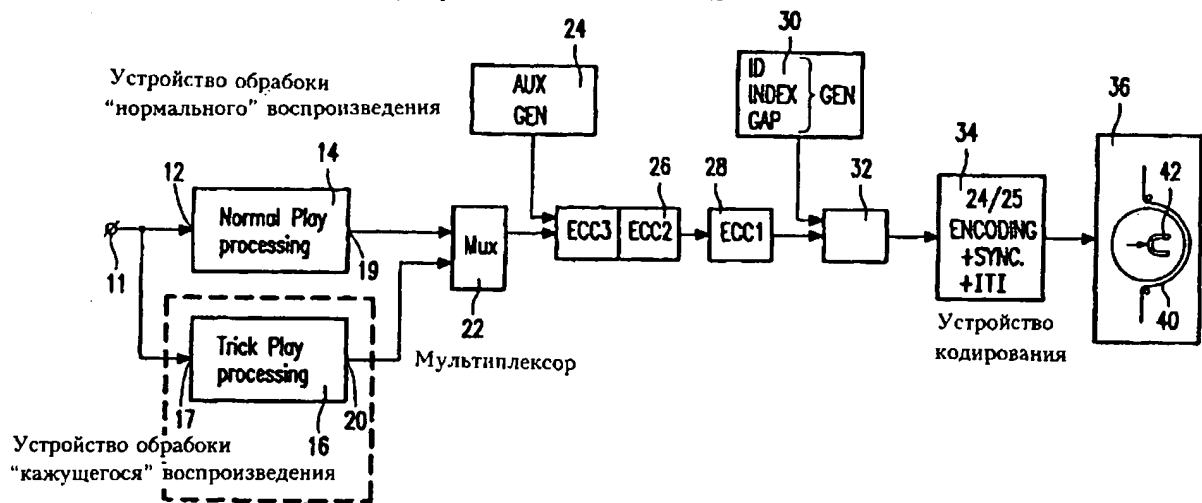 24
AUX
GEN
30
ID
INDEX
GAP
GEN
Устройство обрабоки
“нормального” воспроизведения
12
14
Normal Play
processing
19
11
Mux
22
Мультиплексор
ECC3
ECC2
26
28
ECC1
32
34
24/25
ENCODING
+SYNC.
+ITI
Устройство
кодирования
36
42
40
Trick Play
processing
17
16
20
Устройство обрабоки
“кажущегося” воспроизведения